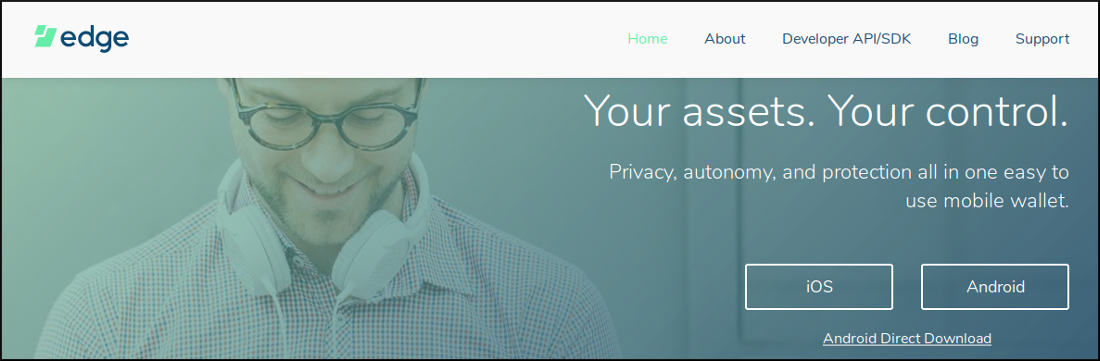 edge
Home About Developer API/SDK Blog Support
Your assets. Your control.
Privacy, autonomy, and protection all in one easy to
use mobile wallet.
iOS Android
Android Direct Download